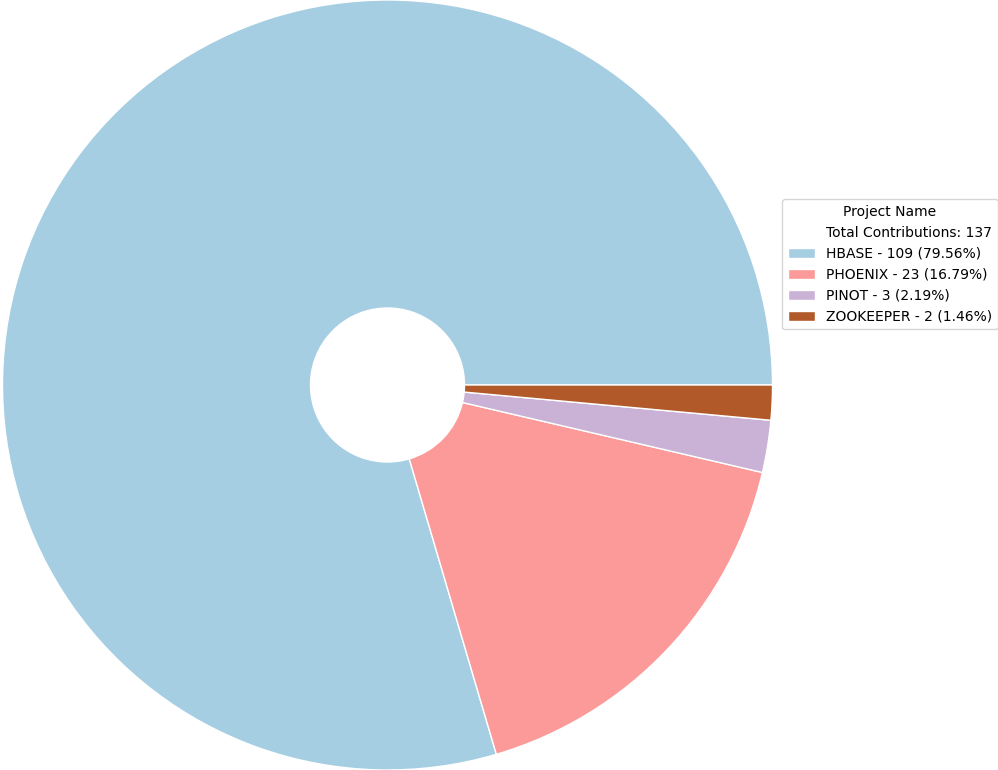 Project Name
Total Contributions: 137
HBASE - 109 (79.56%)
PHOENIX - 23 (16.79%)
PINOT - 3 (2.19%)
ZOOKEEPER - 2 (1.46%)